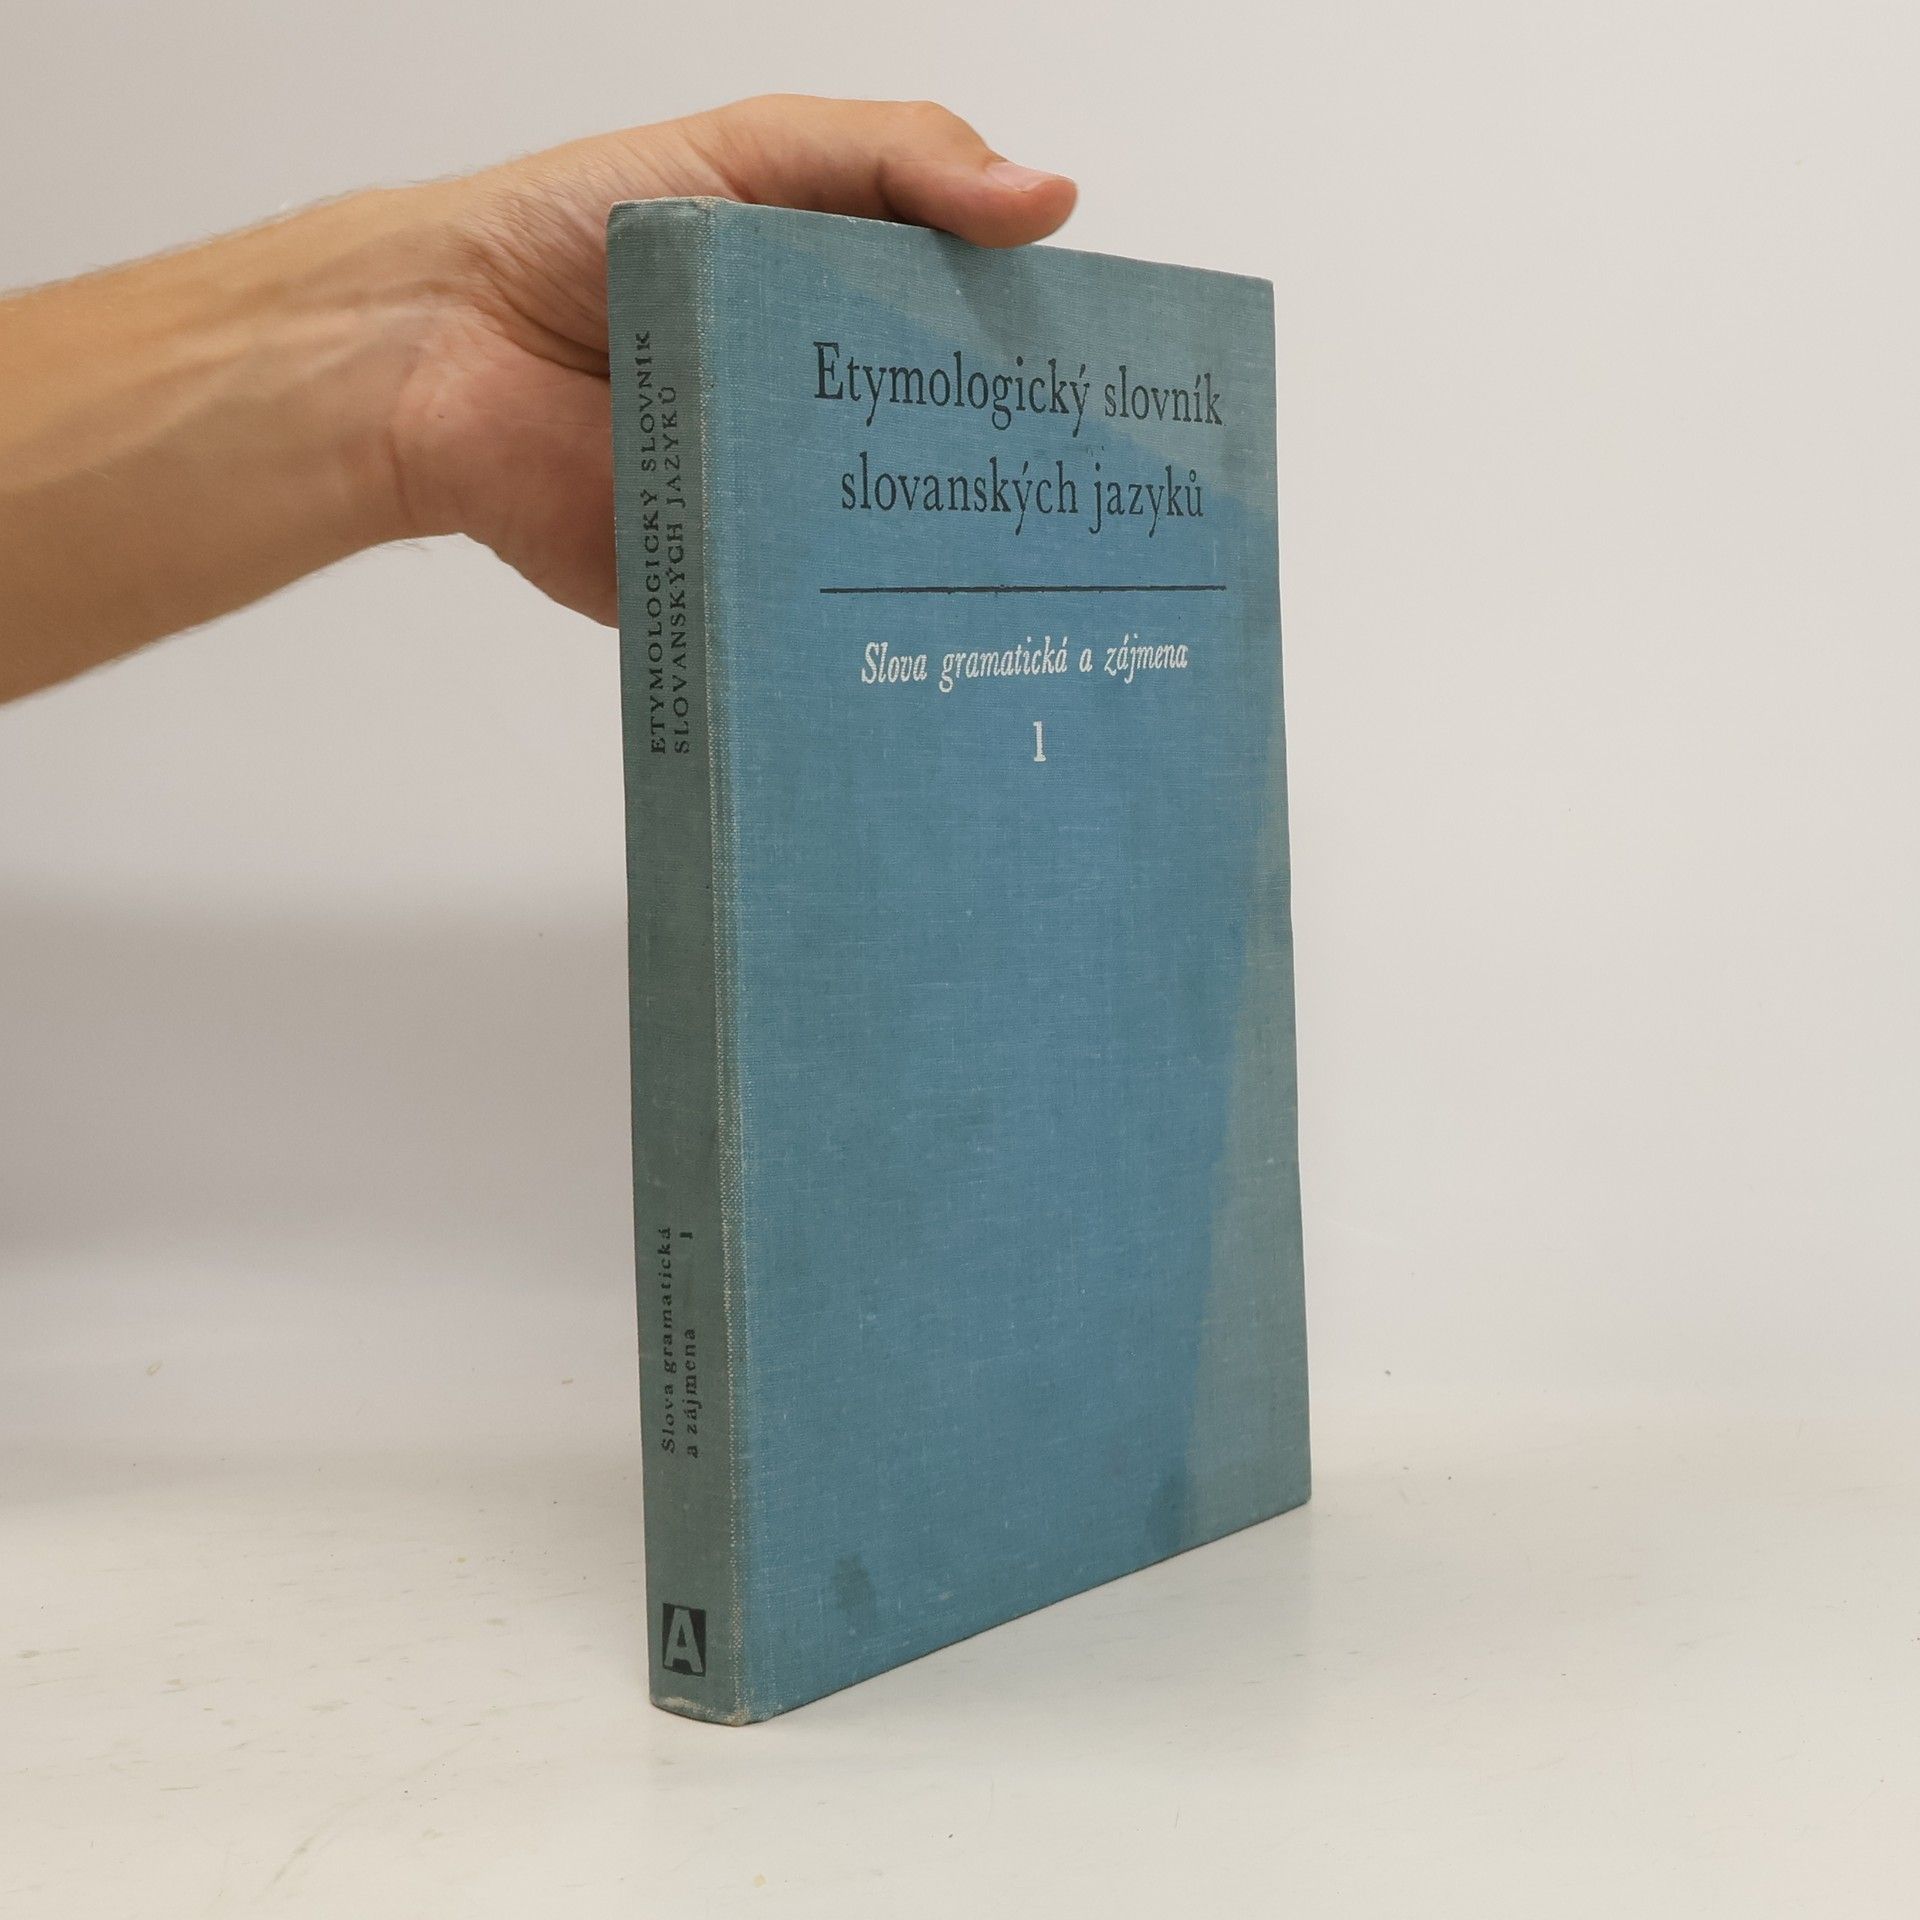 Etymologický slovník
slovanských jazyků
Slova gramatická a zájmena
1
ETYMOLOGICKÝ SLOVNÍK
SLOVANSKÝCH JAZYKŮ
Slova gramatická
a zájmena
1
A